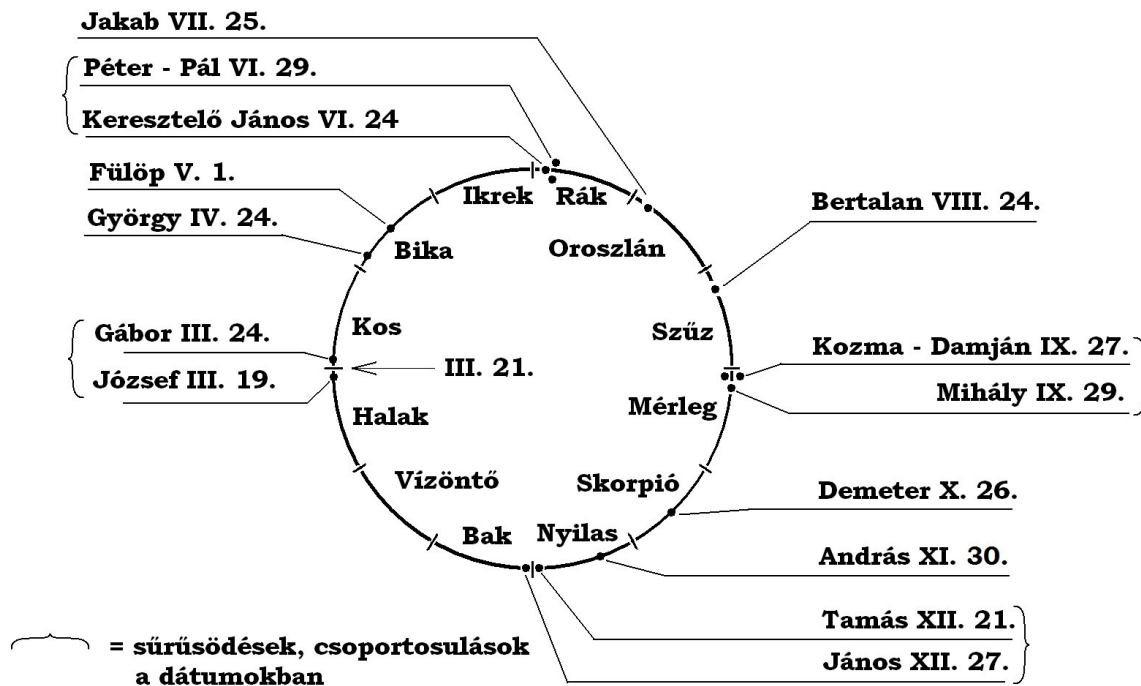 Jakab VII. 25.
Péter - Pál VI. 29.
Keresztelő János VI. 24
Fülöp V. 1.
György IV. 24.
Gábor III. 24.
József III. 19.
III. 21.
Ikrek
Rák
Oroszlán
Bika
Kos
Szűz
Halak
Mérleg
Vízöntő
Skorpió
Bak
Nyilas
Bertalan VIII. 24.
Kozma - Damján IX. 27.
Mihály IX. 29.
Demeter X. 26.
András XI. 30.
Tamás XII. 21.
János XII. 27.
= sűrűsödések, csoportosulások
a dátumokban